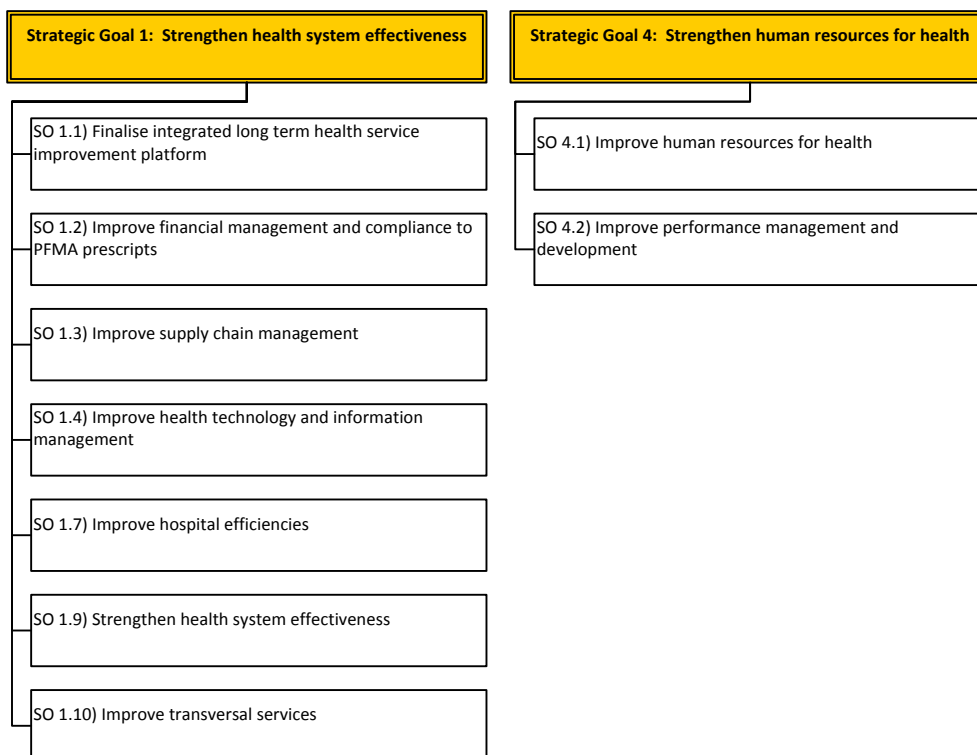 Strategic Goal 1:  Strengthen health system effectiveness
SO 1.1) Finalise integrated long term health service
improvement platform
SO 1.2) Improve financial management and compliance to
PFMA prescripts
SO 1.3) Improve supply chain management
SO 1.4) Improve health technology and information
management
SO 1.7) Improve hospital efficiencies
SO 1.9) Strengthen health system effectiveness
SO 1.10) Improve transversal services
Strategic Goal 4:  Strengthen human resources for health
SO 4.1) Improve human resources for health
SO 4.2) Improve performance management and
development